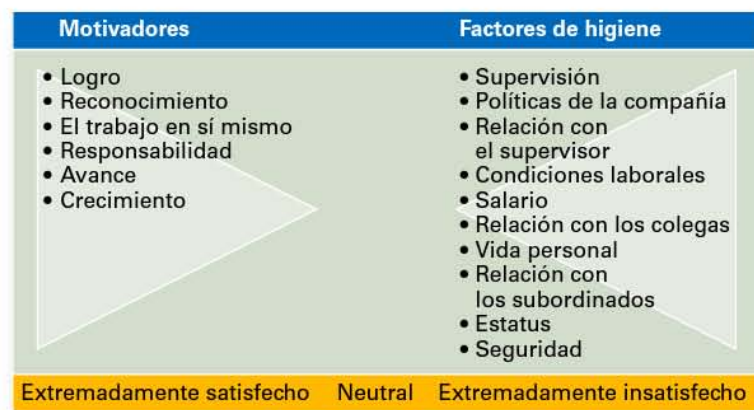 Motivadores
Factores de higiene
• Logro
• Reconocimiento
• El trabajo en sí mismo
• Responsabilidad
• Avance
• Crecimiento
• Supervisión
• Políticas de la compañía
• Relación con
el supervisor
• Condiciones laborales
• Salario
• Relación con los colegas
• Vida personal
• Relación con
los subordinados
• Estatus
• Seguridad
Extremadamente satisfecho
Neutral
Extremadamente insatisfecho